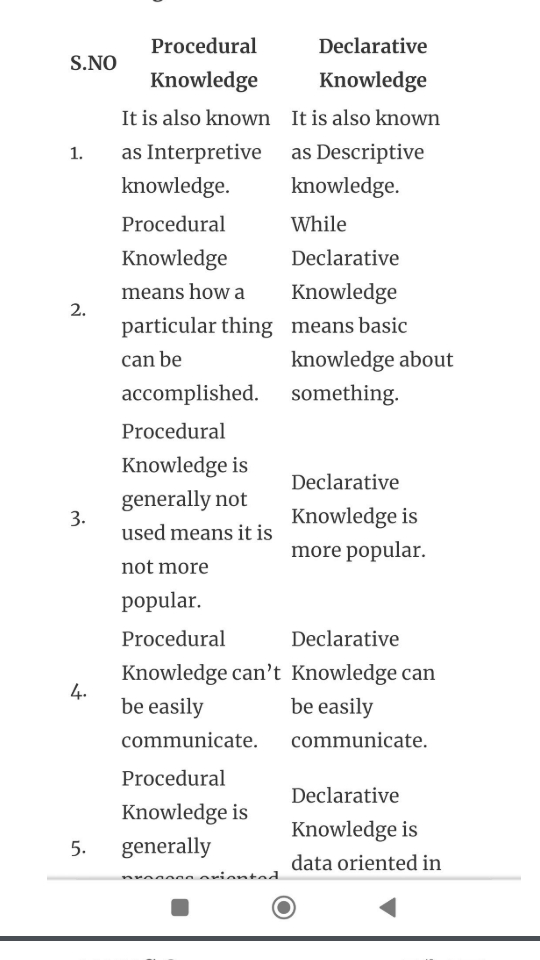 S.NO Procedural Knowledge Declarative Knowledge
1. It is also known as Interpretive knowledge. It is also known as Descriptive knowledge.
2. Procedural Knowledge means how a particular thing can be accomplished. While Declarative Knowledge means basic knowledge about something.
3. Procedural Knowledge is generally not used means it is not more popular. Declarative Knowledge is more popular.
4. Procedural Knowledge can’t be easily communicate. Declarative Knowledge can be easily communicate.
5. Procedural Knowledge is generally process oriented Declarative Knowledge is data oriented in